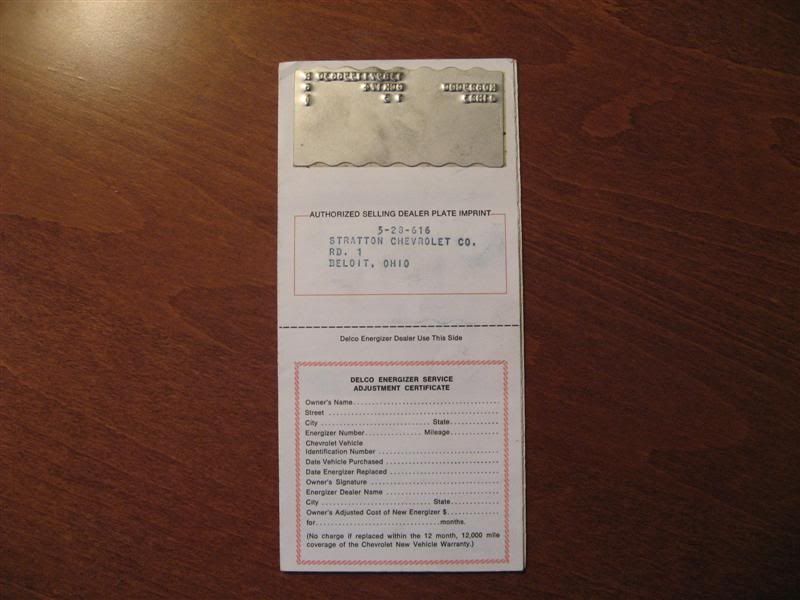 AUTHORIZED SELLING DEALER PLATE IMPRINT
5-28-616
STRATTON CHEVROLET CO.
RD. 1
BELOIT, OHIO
Delco Energizer Dealer Use This Side
DELCO ENERGIZER SERVICE
ADJUSTMENT CERTIFICATE
Owner's Name
Street
City State
Energizer Number Mileage
Chevrolet Vehicle
Identification Number
Date Vehicle Purchased
Date Energizer Replaced
Owner's Signature
Energizer Dealer Name
City State
Owner's Adjusted Cost of New Energizer $
for months.
(No charge if replaced within the 12 month, 12,000 mile
coverage of the Chevrolet New Vehicle Warranty.)